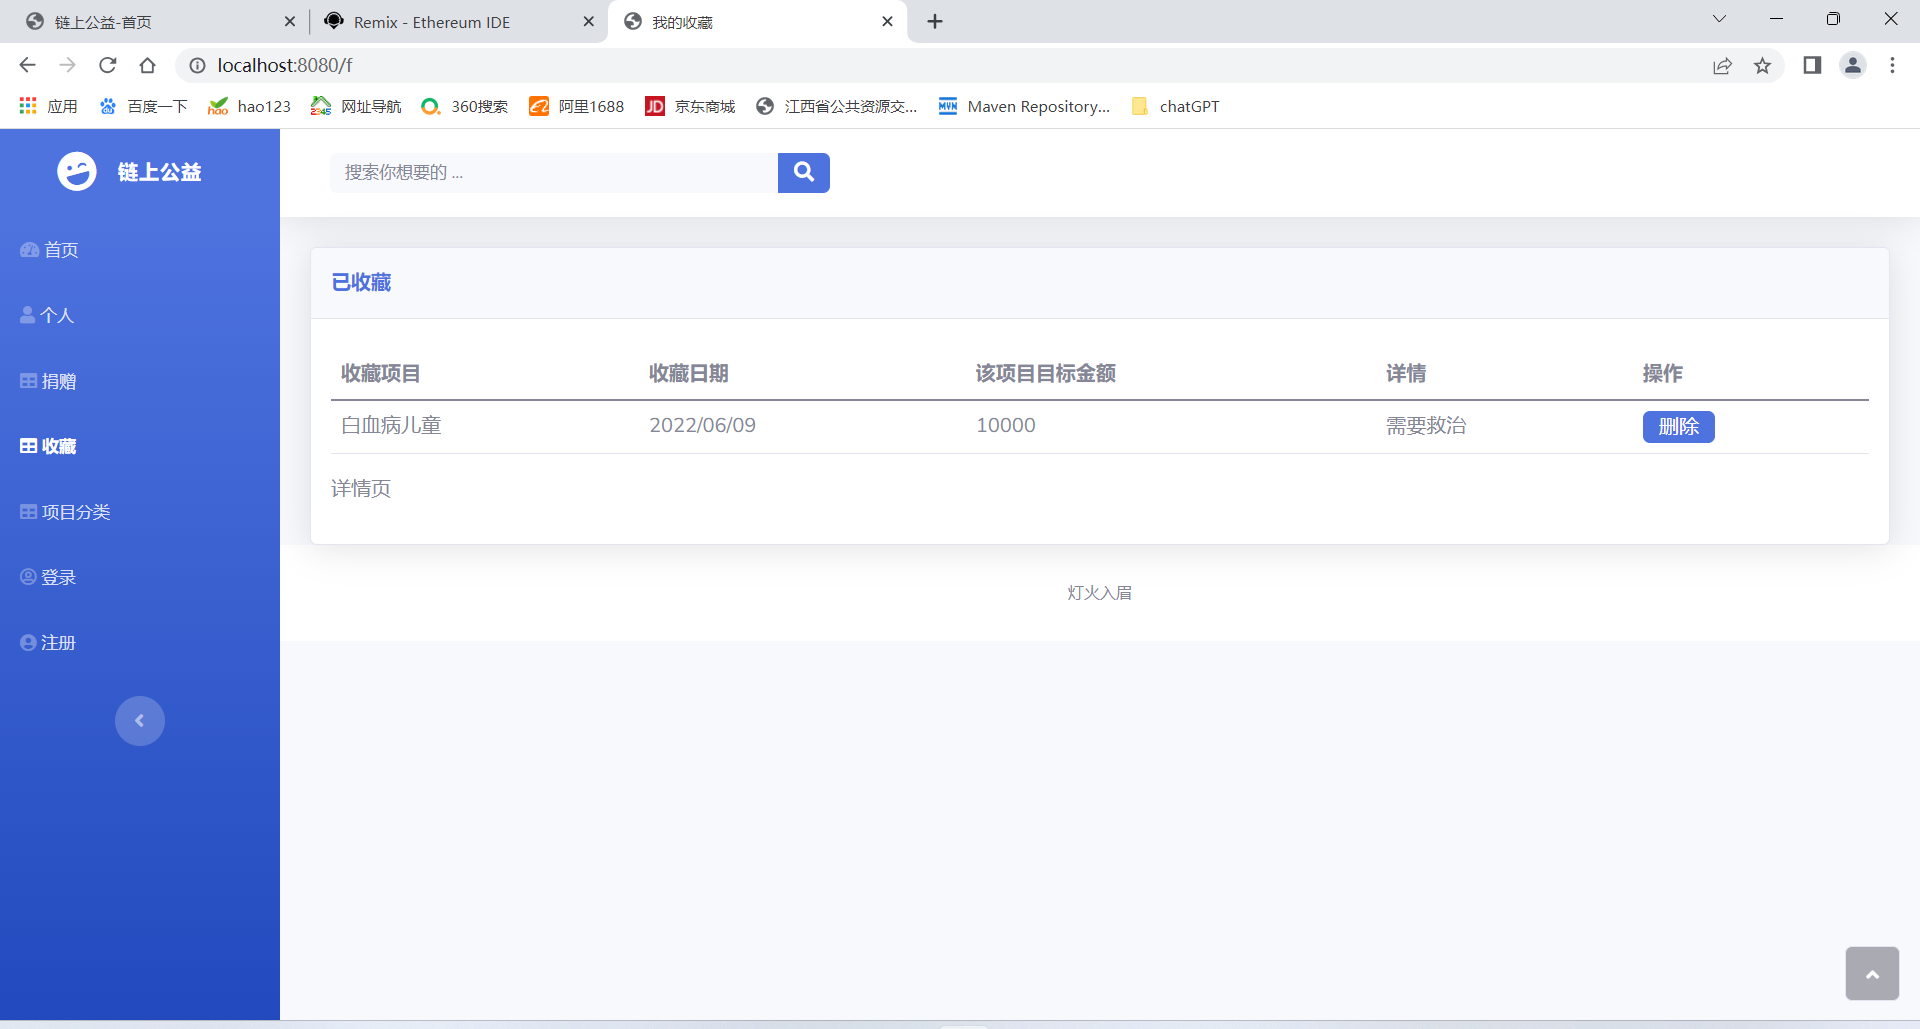 链上公益-首页
Remix - Ethereum IDE
我的收藏
localhost:8080/f
应用 百度一下 hao123 网址导航 360搜索 阿里1688 京东商城 江西省公共资源交... Maven Repository... chatGPT
链上公益
搜索你想要的 ...
首页
个人
捐赠
收藏
项目分类
登录
注册
已收藏
收藏项目 收藏日期 该项目目标金额 详情 操作
白血病儿童 2022/06/09 10000 需要救治 删除
详情页
灯火入眉